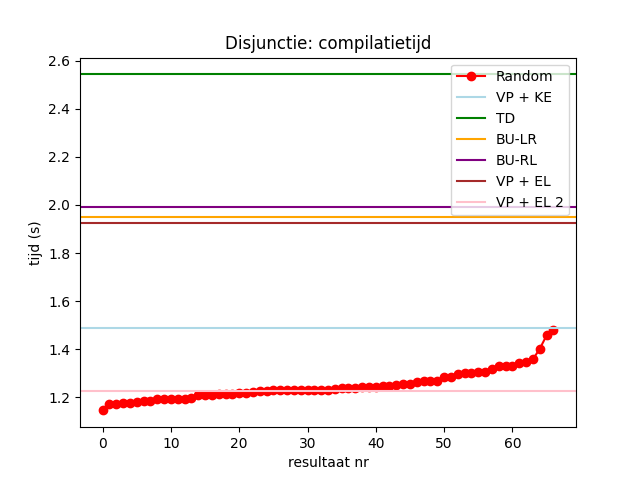 Disjunctie: compilatietijd
tijd (s)
2.6
2.4
2.2
2.0
1.8
1.6
1.4
1.2
Random
VP + KE
TD
BU-LR
BU-RL
VP + EL
VP + EL 2
0 10 20 30 40 50 60
resultaat nr